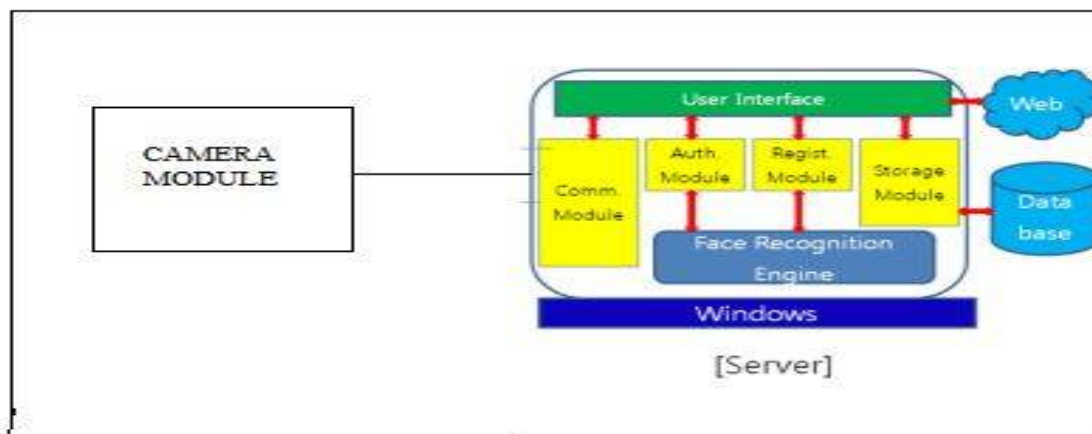 CAMERA
MODULE
User Interface
Web
Comm.
Module
Auth.
Module
Regist.
Module
Storage
Module
Data
base
Face Recognition
Engine
Windows
[Server]